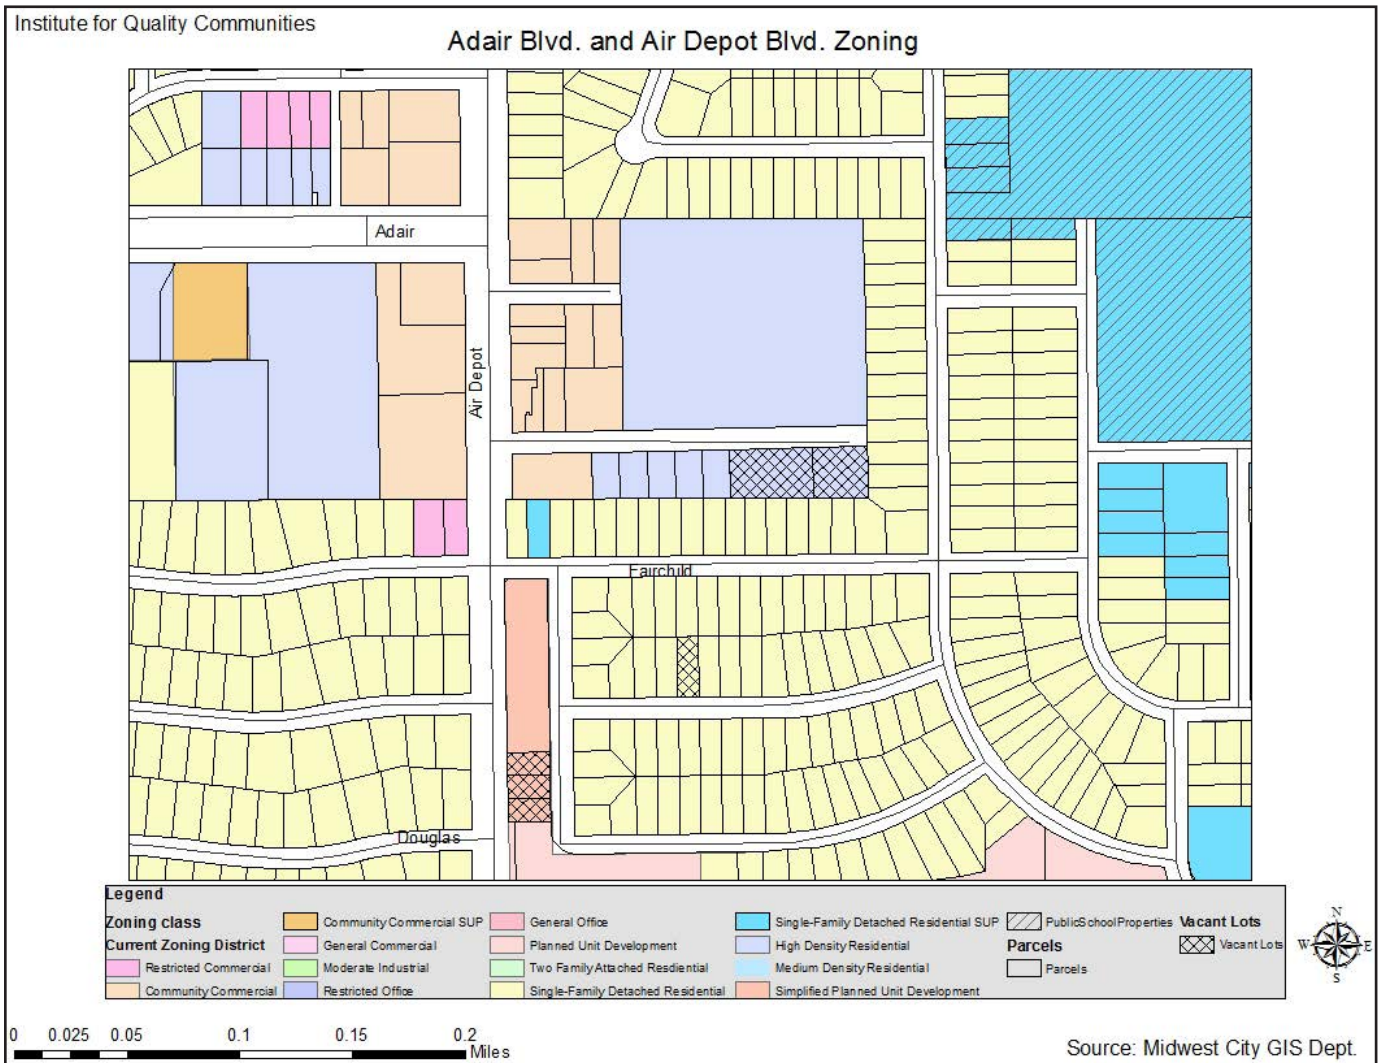 Institute for Quality Communities
Adair Blvd. and Air Depot Blvd. Zoning
Adair
Air Depot
Fairchild
Douglas
Legend
Zoning class
Current Zoning District
Restricted Commercial
Community Commercial
Community Commercial SUP
General Commercial
Moderate Industrial
Restricted Office
General Office
Planned Unit Development
Two Family Attached Resdiential
Single-Family Detached Residential
Single-Family Detached Residential SUP
High Density Residential
Medium Density Residential
Simplified Planned Unit Development
PublicSchoolProperties
Parcels
Parcels
Vacant Lots
Vacant Lots
N
W E
S
0 0.025 0.05 0.1 0.15 0.2
Miles
Source: Midwest City GIS Dept.